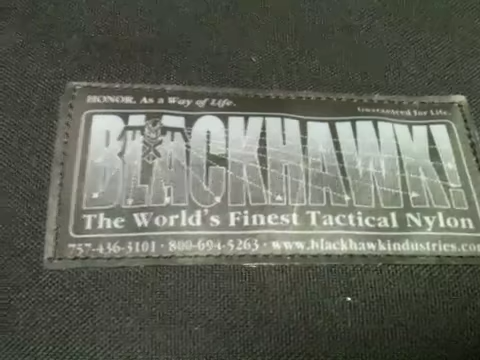 HONOR. As a Way of Life.
Guaranteed for Life.
BLACKHAWK!
The World's Finest Tactical Nylon
757-436-3101 · 800-694-5263 · www.blackhawkindustries.com